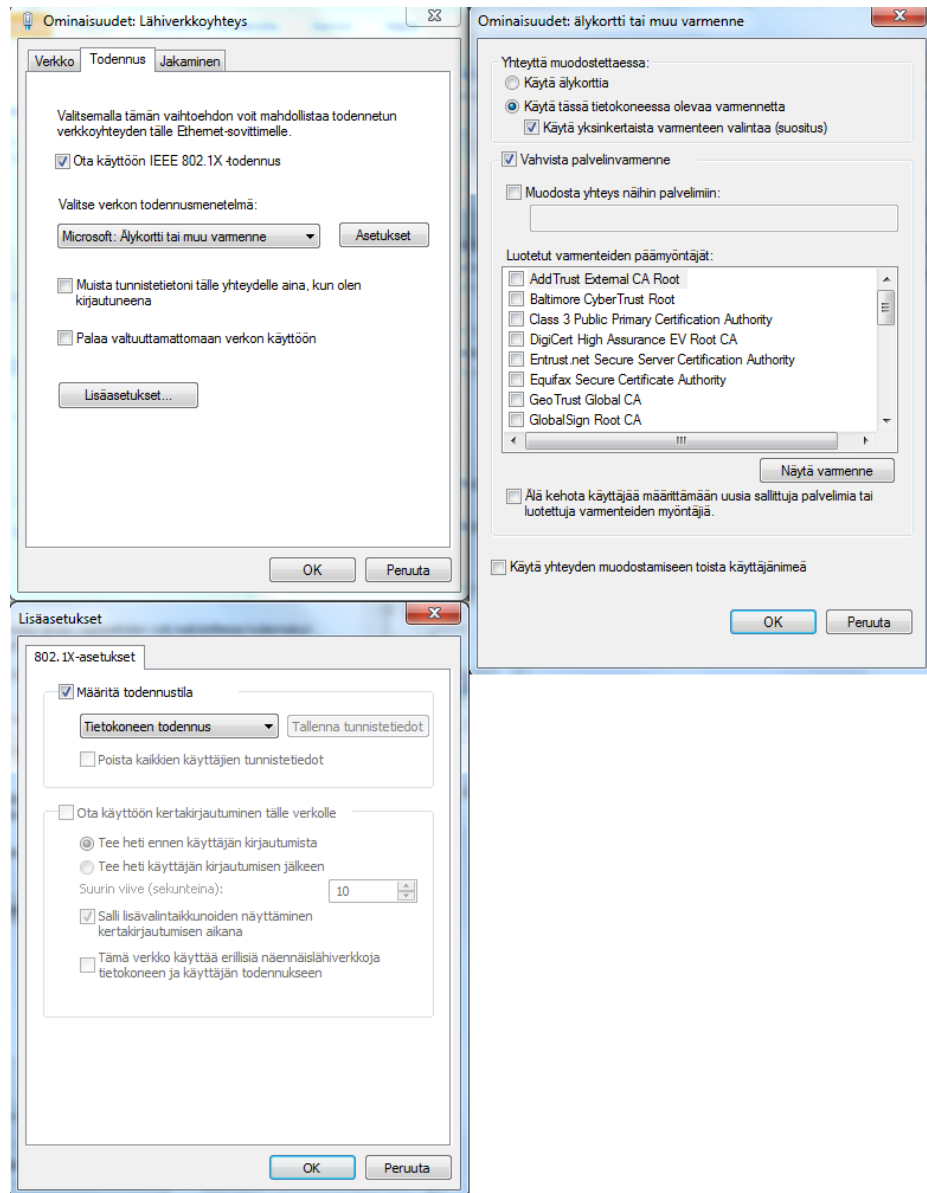 Ominaisuudet: Lähiverkkoyhteys
Verkko
Todennus
Jakaminen
Valitsemalla tämän vaihtoehdon voit mahdollistaa todennetun
verkkoyhteyden tälle Ethernet-sovittimelle.
Ota käyttöön IEEE 802.1X -todennus
Valitse verkon todennusmenetelmä:
Microsoft: Älykortti tai muu varmenne
Asetukset
Muista tunnistetietoni tälle yhteydelle aina, kun olen
kirjautuneena
Palaa valtuuttamattomaan verkon käyttöön
Lisäasetukset...
OK
Peruuta
Ominaisuudet: älykortti tai muu varmenne
Yhteyttä muodostettaessa:
Käytä älykorttia
Käytä tässä tietokoneessa olevaa varmennetta
Käytä yksinkertaista varmenteen valintaa (suositus)
Vahvista palvelinvarmenne
Muodosta yhteys näihin palvelimiin:
Luotetut varmenteiden päämyöntäjät:
AddTrust External CA Root
Baltimore CyberTrust Root
Class 3 Public Primary Certification Authority
DigiCert High Assurance EV Root CA
Entrust.net Secure Server Certification Authority
Equifax Secure Certificate Authority
GeoTrust Global CA
GlobalSign Root CA
Näytä varmenne
Älä kehota käyttäjää määrittämään uusia sallittuja palvelimia tai
luotettuja varmenteiden myöntäjiä.
Käytä yhteyden muodostamiseen toista käyttäjänimeä
OK
Peruuta
Lisäasetukset
802.1X-asetukset
Määritä todennustila
Tietokoneen todennus
Tallenna tunnistetiedot
Poista kaikkien käyttäjien tunnistetiedot
Ota käyttöön kertakirjautuminen tälle verkolle
Tee heti ennen käyttäjän kirjautumista
Tee heti käyttäjän kirjautumisen jälkeen
Suurin viive (sekunteina):
10
Salli lisävalintaikkunoiden näyttäminen
kertakirjautumisen aikana
Tämä verkko käyttää erillisiä näennäislähiverkkoja
tietokoneen ja käyttäjän todennukseen
OK
Peruuta